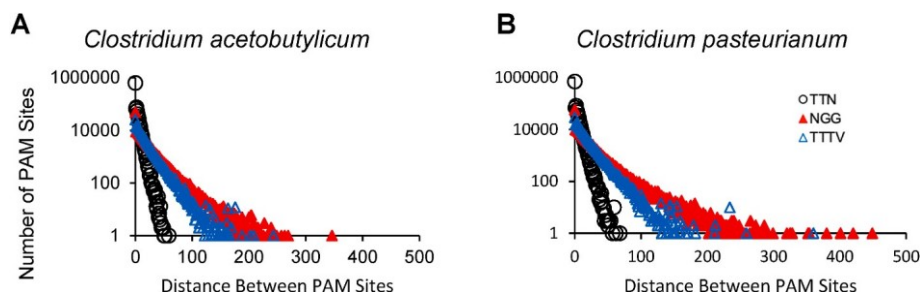 A
Clostridium acetobutylicum
Number of PAM Sites
1000000
10000
100
1
0
100
200
300
400
500
Distance Between PAM Sites
B
Clostridium pasteurianum
1000000
10000
100
1
0
100
200
300
400
500
Distance Between PAM Sites
TTN
NGG
TTTV